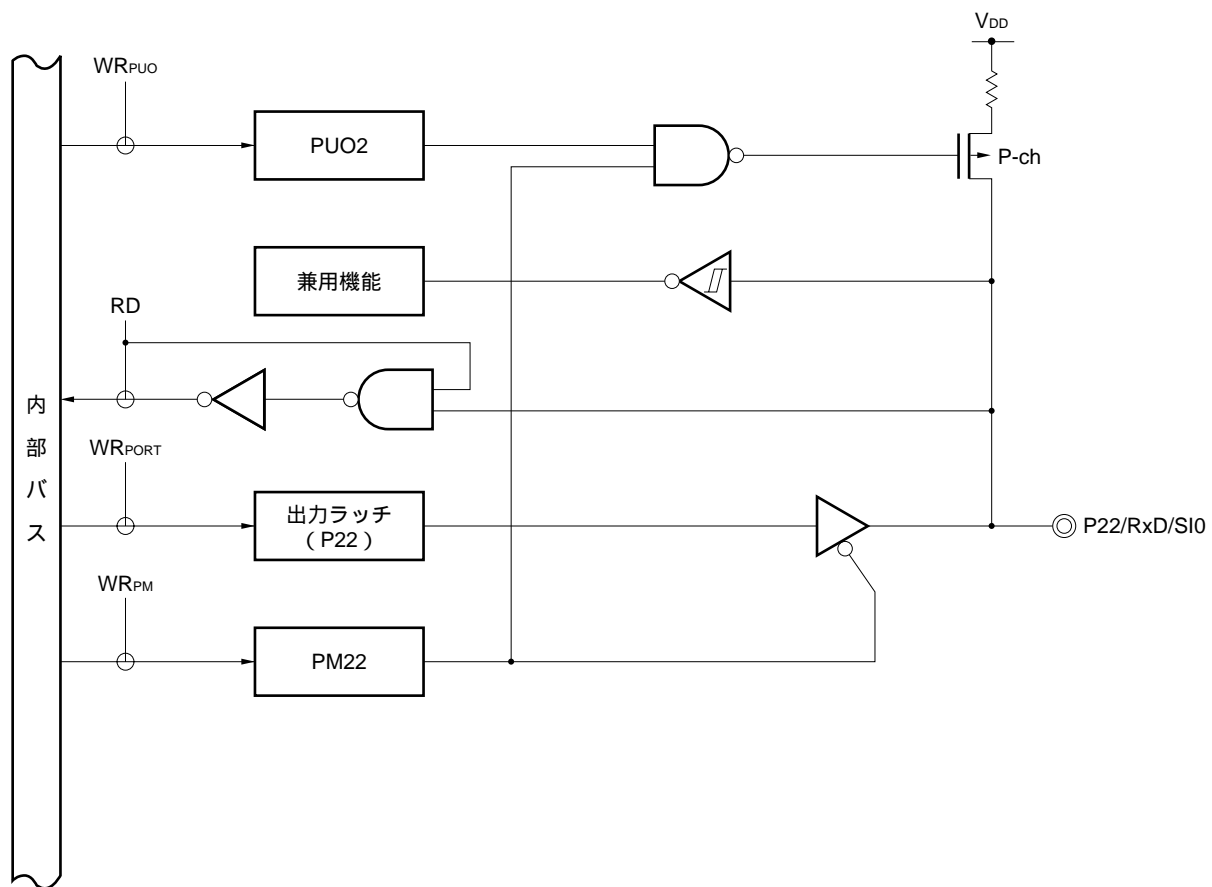 VDD
WRPUO
PUO2
P-ch
兼用機能
RD
内部バス
WRPORT
出力ラッチ
（P22）
P22/RxD/SI0
WRPM
PM22